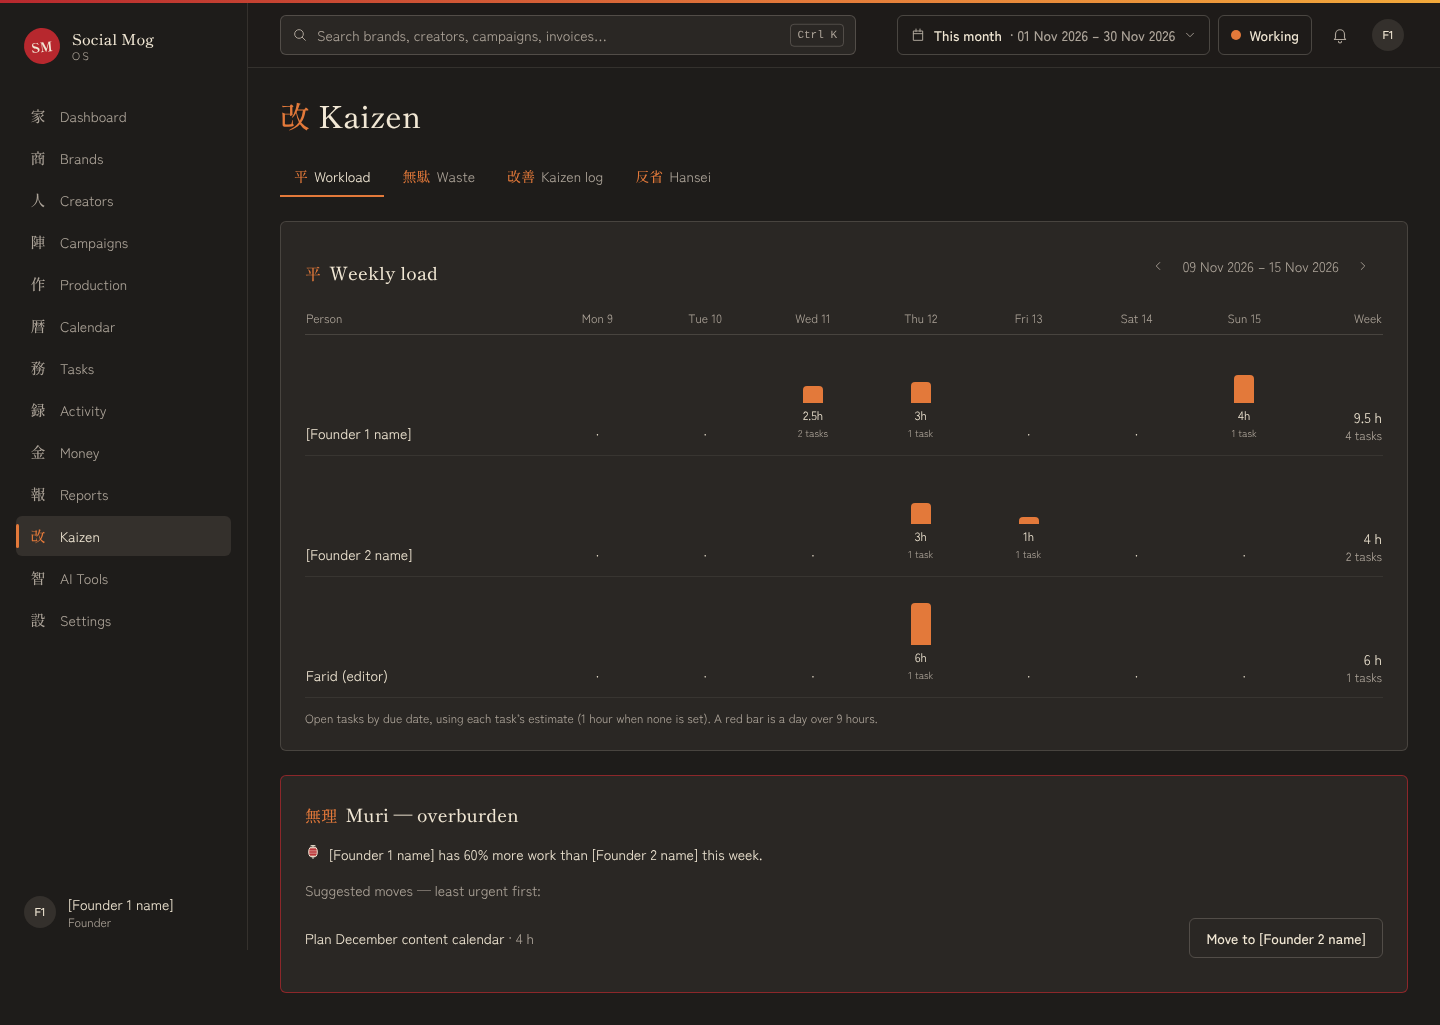 SM Social Mog
OS
Search brands, creators, campaigns, invoices... Ctrl K
This month · 01 Nov 2026 – 30 Nov 2026
Working
F1
家 Dashboard
商 Brands
人 Creators
陣 Campaigns
作 Production
暦 Calendar
務 Tasks
録 Activity
金 Money
報 Reports
改 Kaizen
智 AI Tools
設 Settings
F1 [Founder 1 name]
Founder
改 Kaizen
平 Workload 無駄 Waste 改善 Kaizen log 反省 Hansei
平 Weekly load
09 Nov 2026 – 15 Nov 2026
Person Mon 9 Tue 10 Wed 11 Thu 12 Fri 13 Sat 14 Sun 15 Week
[Founder 1 name] · · 2.5h 2 tasks 3h 1 task · · 4h 1 task 9.5 h 4 tasks
[Founder 2 name] · · · 3h 1 task 1h 1 task · · 4 h 2 tasks
Farid (editor) · · · 6h 1 task · · · 6 h 1 tasks
Open tasks by due date, using each task's estimate (1 hour when none is set). A red bar is a day over 9 hours.
無理 Muri — overburden
[Founder 1 name] has 60% more work than [Founder 2 name] this week.
Suggested moves — least urgent first:
Plan December content calendar · 4 h
Move to [Founder 2 name]